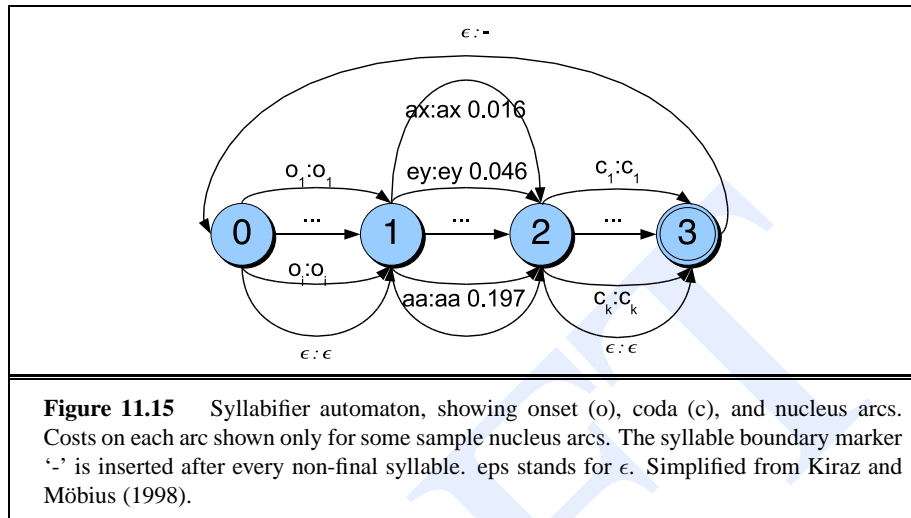 ϵ:-
ax:ax 0.016
o₁:o₁ ey:ey 0.046 c₁:c₁
... ... ...
0 1 2 3
oᵢ:oᵢ aa:aa 0.197 cₖ:cₖ
ϵ:ϵ ϵ:ϵ
Figure 11.15 Syllabifier automaton, showing onset (o), coda (c), and nucleus arcs.
Costs on each arc shown only for some sample nucleus arcs. The syllable boundary marker
‘-’ is inserted after every non-final syllable. eps stands for ϵ. Simplified from Kiraz and
Möbius (1998).